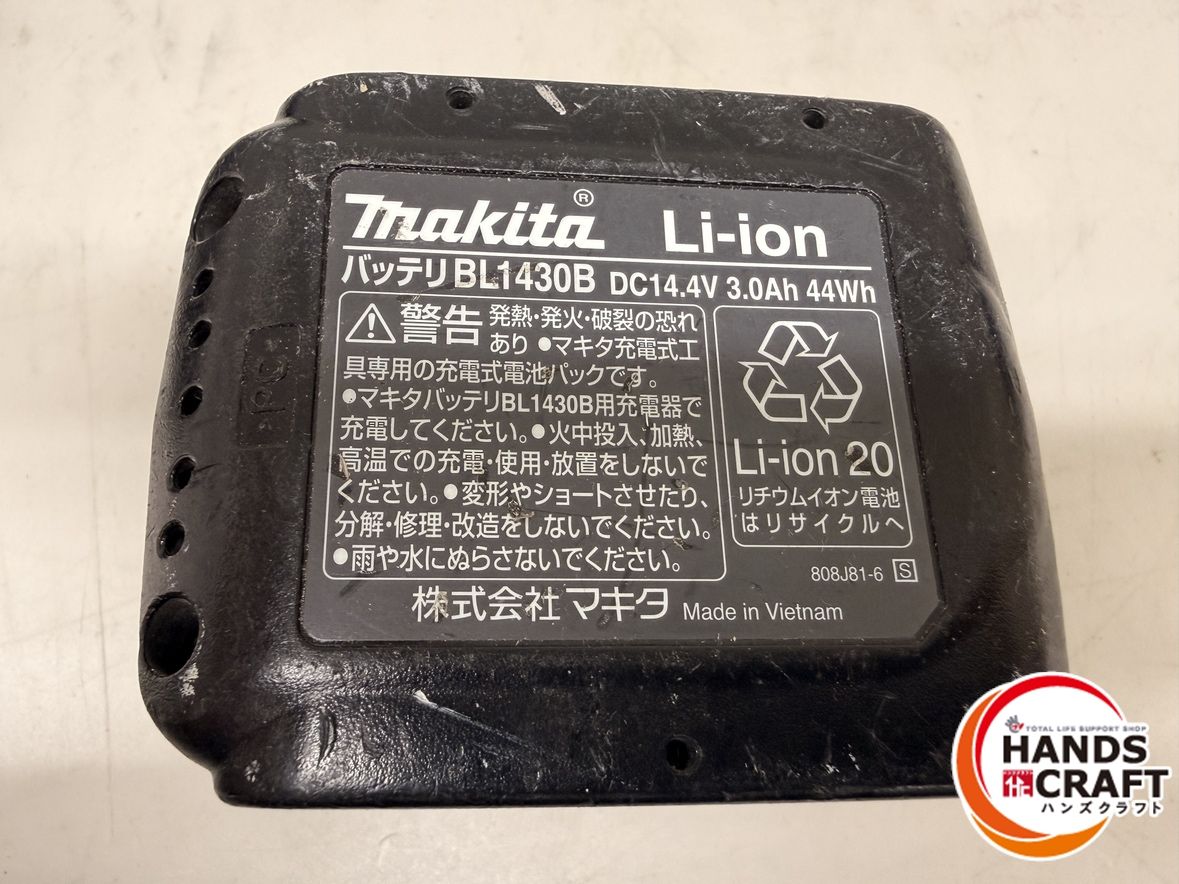 makita®
Li-ion
バッテリBL1430B DC14.4V 3.0Ah 44Wh
警告 発熱・発火・破裂の恐れ
あり ●マキタ充電式工
具専用の充電式電池パックです。
●マキタバッテリBL1430B用充電器で
充電してください。●火中投入、加熱、
高温での充電・使用・放置をしないで
ください。●変形やショートさせたり、
分解・修理・改造をしないでください。
●雨や水にぬらさないでください。
Li-ion 20
リチウムイオン電池
はリサイクルへ
808J81-6 S
株式会社マキタ Made in Vietnam
TOTAL LIFE SUPPORT SHOP
HANDS
CRAFT
ハンズクラフト